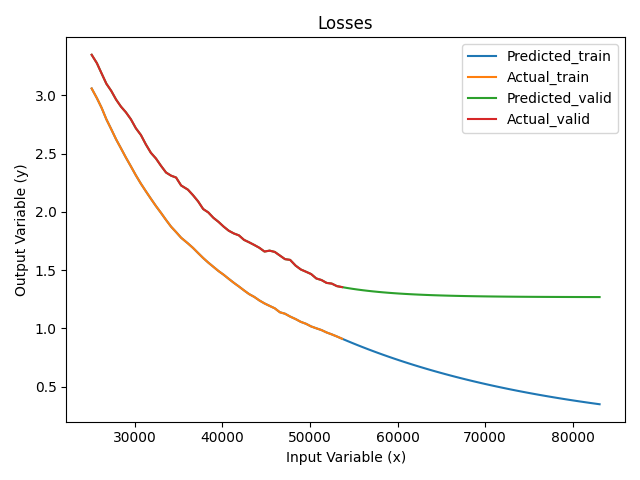 Losses
Predicted_train
Actual_train
Predicted_valid
Actual_valid
Output Variable (y)
3.0
2.5
2.0
1.5
1.0
0.5
30000 40000 50000 60000 70000 80000
Input Variable (x)